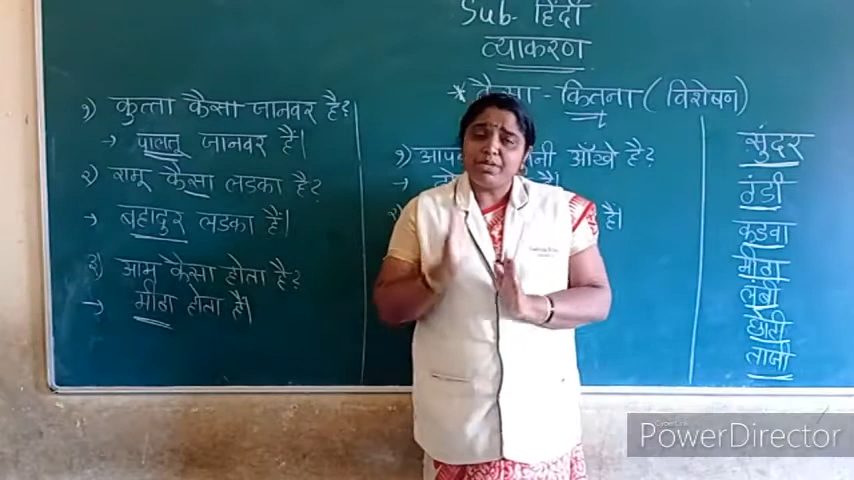 Sub- हिंदी
व्याकरण
* कैसा - कितना (विशेषण)
१) कुत्ता कैसा जानवर है?
→ पालतू जानवर है।
२) रामू कैसा लडका है?
→ बहादुर लडका है।
३) आम कैसा होता है?
→ मीठा होता है।
१) आपकी आँखे है?
→ है।
है।
सुंदर
ठंडी
कडवा
मीठा
लंबी
छोटी
ताजी
CyberLink
PowerDirector